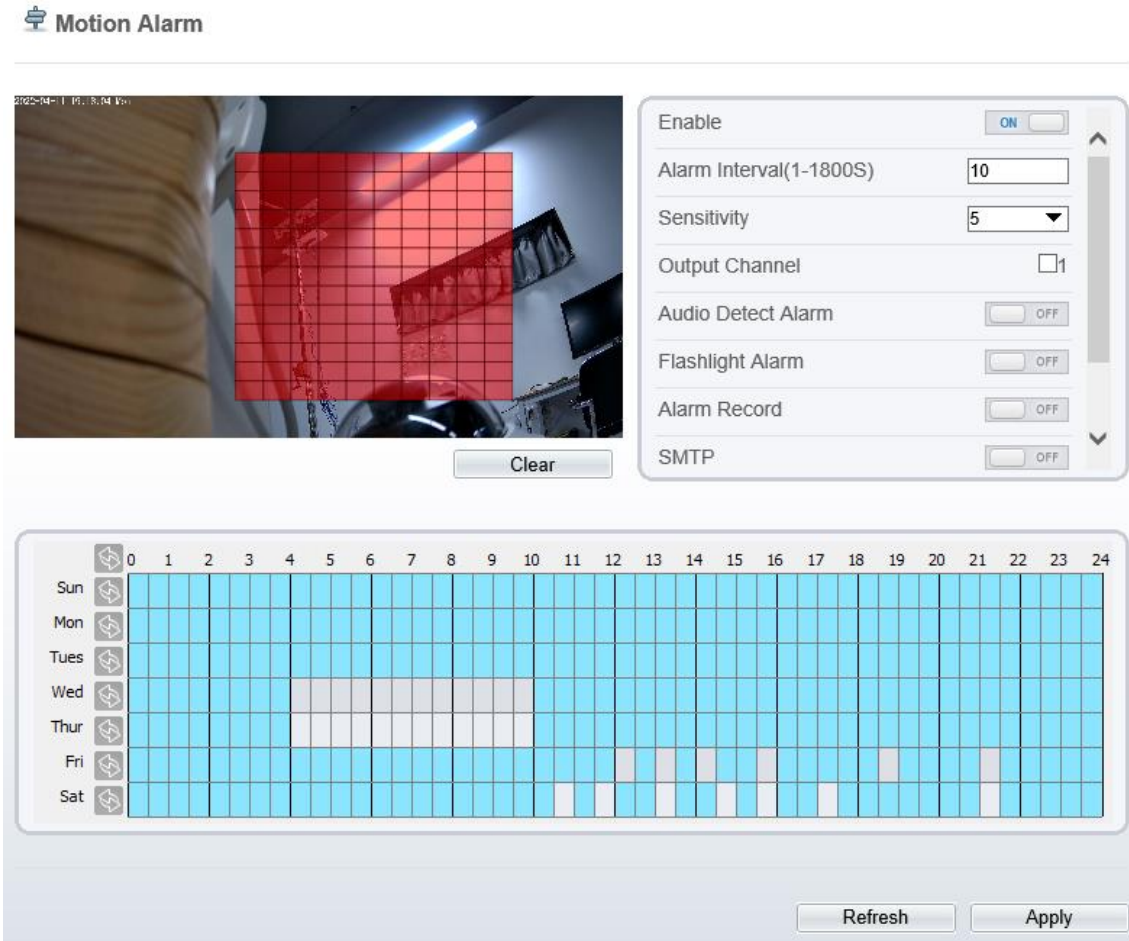 Motion Alarm
Enable ON
Alarm Interval(1-1800S) 10
Sensitivity 5
Output Channel 1
Audio Detect Alarm OFF
Flashlight Alarm OFF
Alarm Record OFF
SMTP OFF
Clear
0 1 2 3 4 5 6 7 8 9 10 11 12 13 14 15 16 17 18 19 20 21 22 23 24
Sun
Mon
Tues
Wed
Thur
Fri
Sat
Refresh Apply